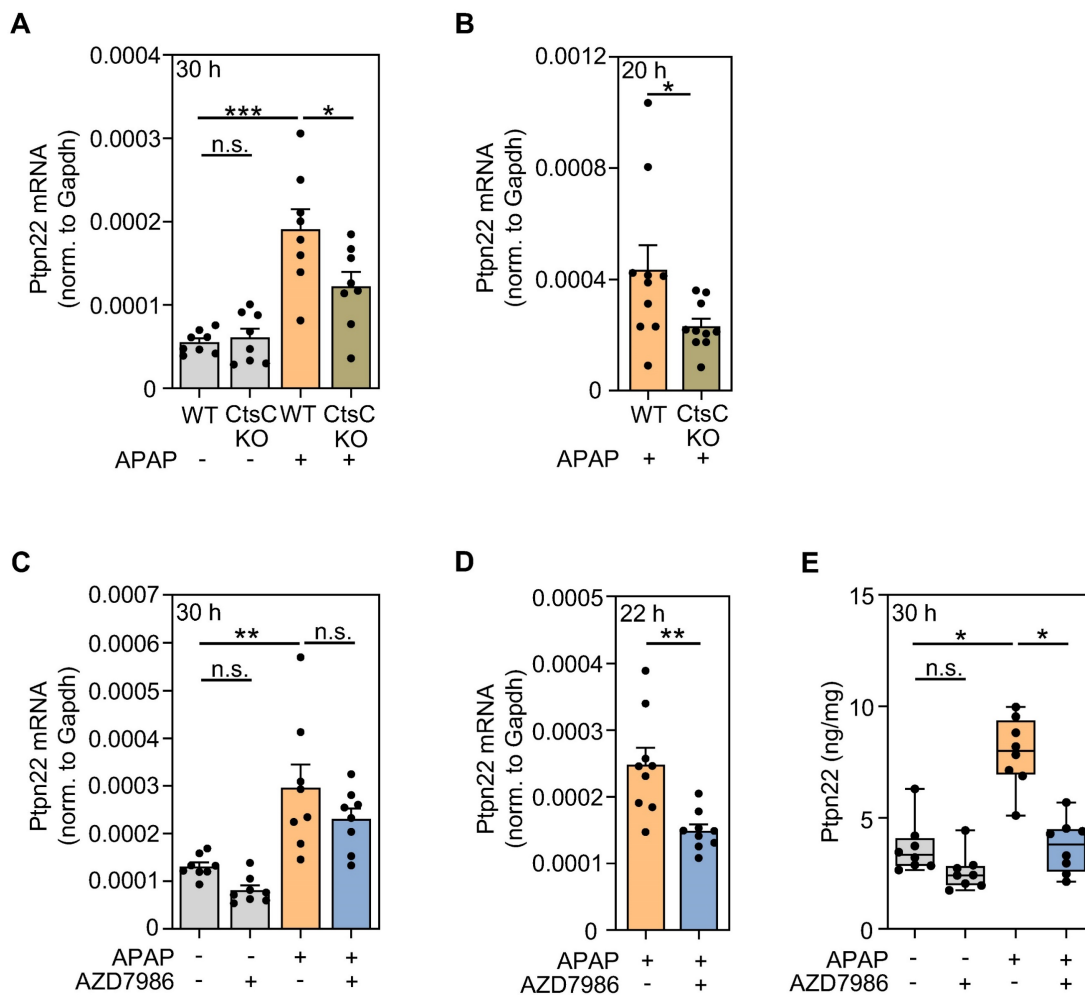 A
Ptpn22 mRNA
(norm. to Gapdh)
0.0004
0.0003
0.0002
0.0001
0
30 h
***
*
n.s.
WT CtsC WT CtsC
KO KO
APAP - - + +
B
Ptpn22 mRNA
(norm. to Gapdh)
0.0012
0.0008
0.0004
0
20 h
*
WT CtsC
KO
APAP + +
C
Ptpn22 mRNA
(norm. to Gapdh)
0.0007
0.0006
0.0005
0.0004
0.0003
0.0002
0.0001
0
30 h
**
n.s.
n.s.
APAP - - + +
AZD7986 - + - +
D
Ptpn22 mRNA
(norm. to Gapdh)
0.0005
0.0004
0.0003
0.0002
0.0001
0
22 h
**
APAP + +
AZD7986 - +
E
Ptpn22 (ng/mg)
15
10
5
0
30 h
*
*
n.s.
APAP - - + +
AZD7986 - + - +